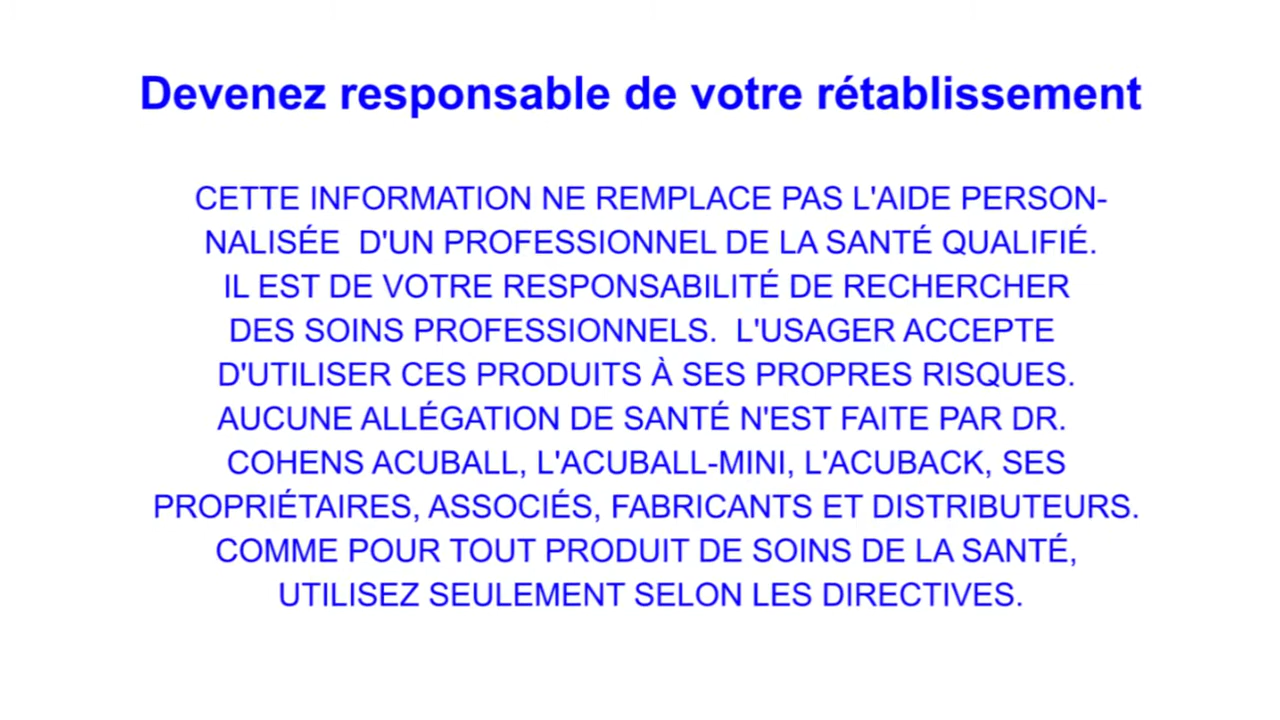 Devenez responsable de votre rétablissement
CETTE INFORMATION NE REMPLACE PAS L'AIDE PERSON-
NALISÉE  D'UN PROFESSIONNEL DE LA SANTÉ QUALIFIÉ.
IL EST DE VOTRE RESPONSABILITÉ DE RECHERCHER
DES SOINS PROFESSIONNELS.  L'USAGER ACCEPTE
D'UTILISER CES PRODUITS À SES PROPRES RISQUES.
AUCUNE ALLÉGATION DE SANTÉ N'EST FAITE PAR DR.
COHENS ACUBALL, L'ACUBALL-MINI, L'ACUBACK, SES
PROPRIÉTAIRES, ASSOCIÉS, FABRICANTS ET DISTRIBUTEURS.
COMME POUR TOUT PRODUIT DE SOINS DE LA SANTÉ,
UTILISEZ SEULEMENT SELON LES DIRECTIVES.